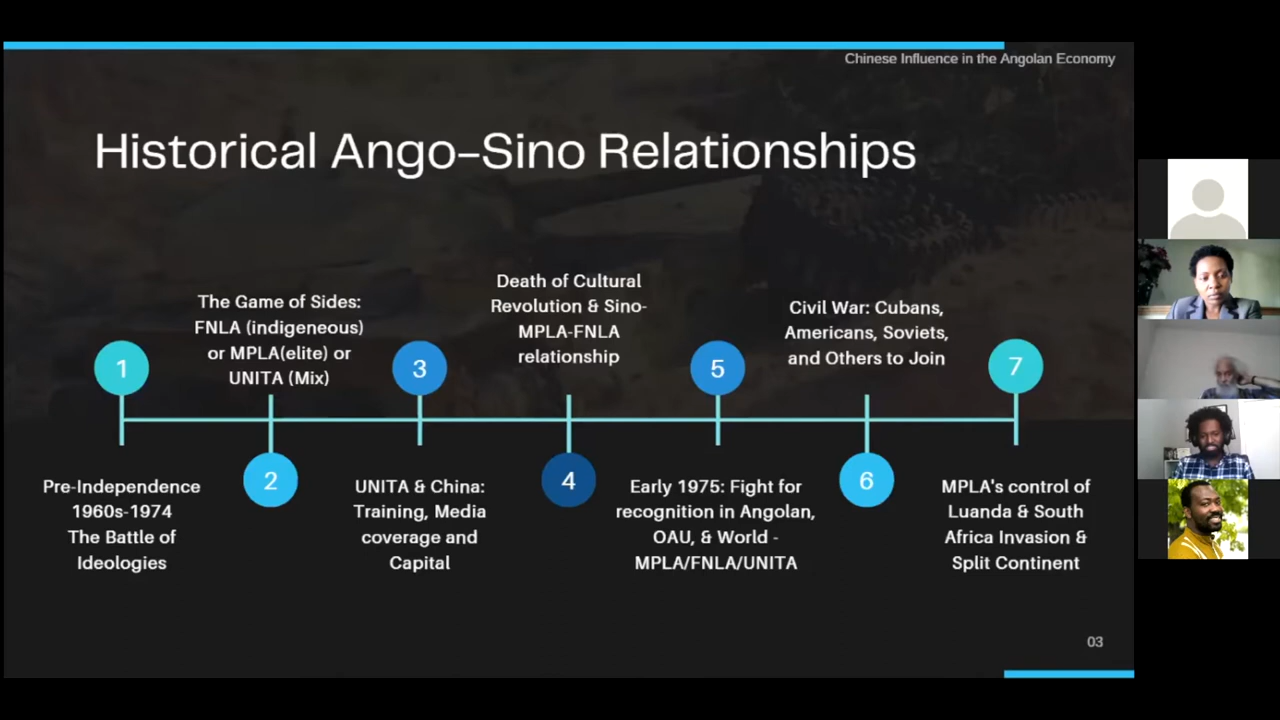 Chinese Influence in the Angolan Economy
Historical Ango-Sino Relationships
1
Pre-Independence
1960s-1974
The Battle of
Ideologies
The Game of Sides:
FNLA (indigeneous)
or MPLA(elite) or
UNITA (Mix)
2
3
UNITA & China:
Training, Media
coverage and
Capital
Death of Cultural
Revolution & Sino-
MPLA-FNLA
relationship
4
5
Early 1975: Fight for
recognition in Angolan,
OAU, & World -
MPLA/FNLA/UNITA
Civil War: Cubans,
Americans, Soviets,
and Others to Join
6
7
MPLA's control of
Luanda & South
Africa Invasion &
Split Continent
03